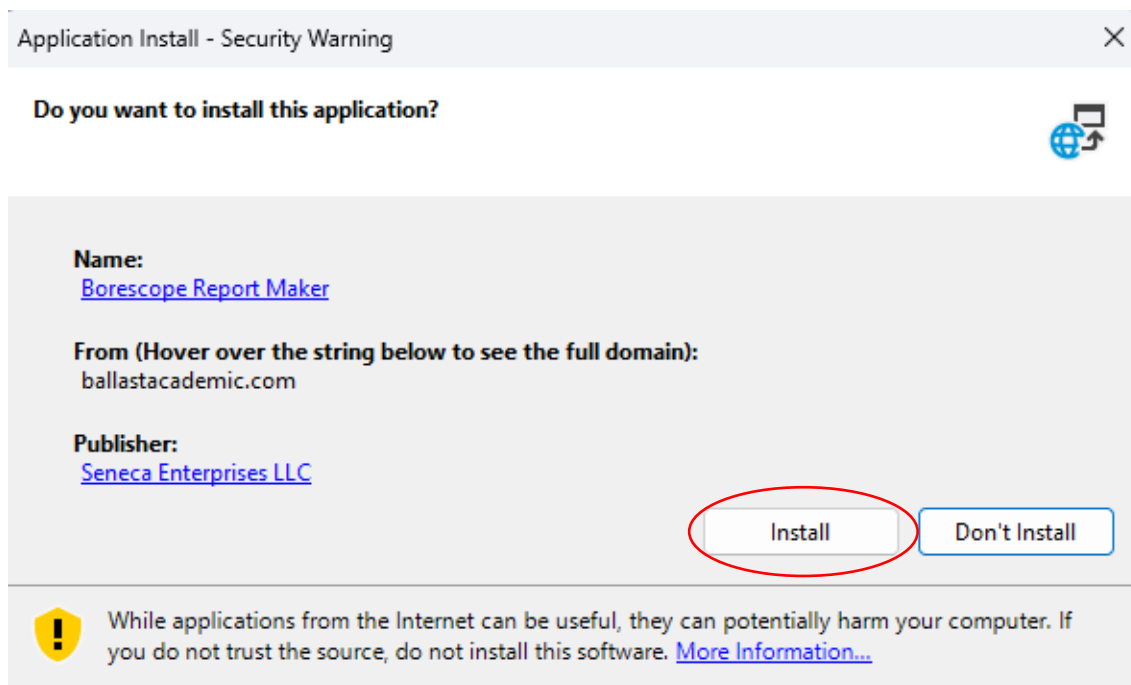 Application Install - Security Warning
Do you want to install this application?
Name:
Borescope Report Maker
From (Hover over the string below to see the full domain):
ballastacademic.com
Publisher:
Seneca Enterprises LLC
Install
Don't Install
While applications from the Internet can be useful, they can potentially harm your computer. If
you do not trust the source, do not install this software. More Information...